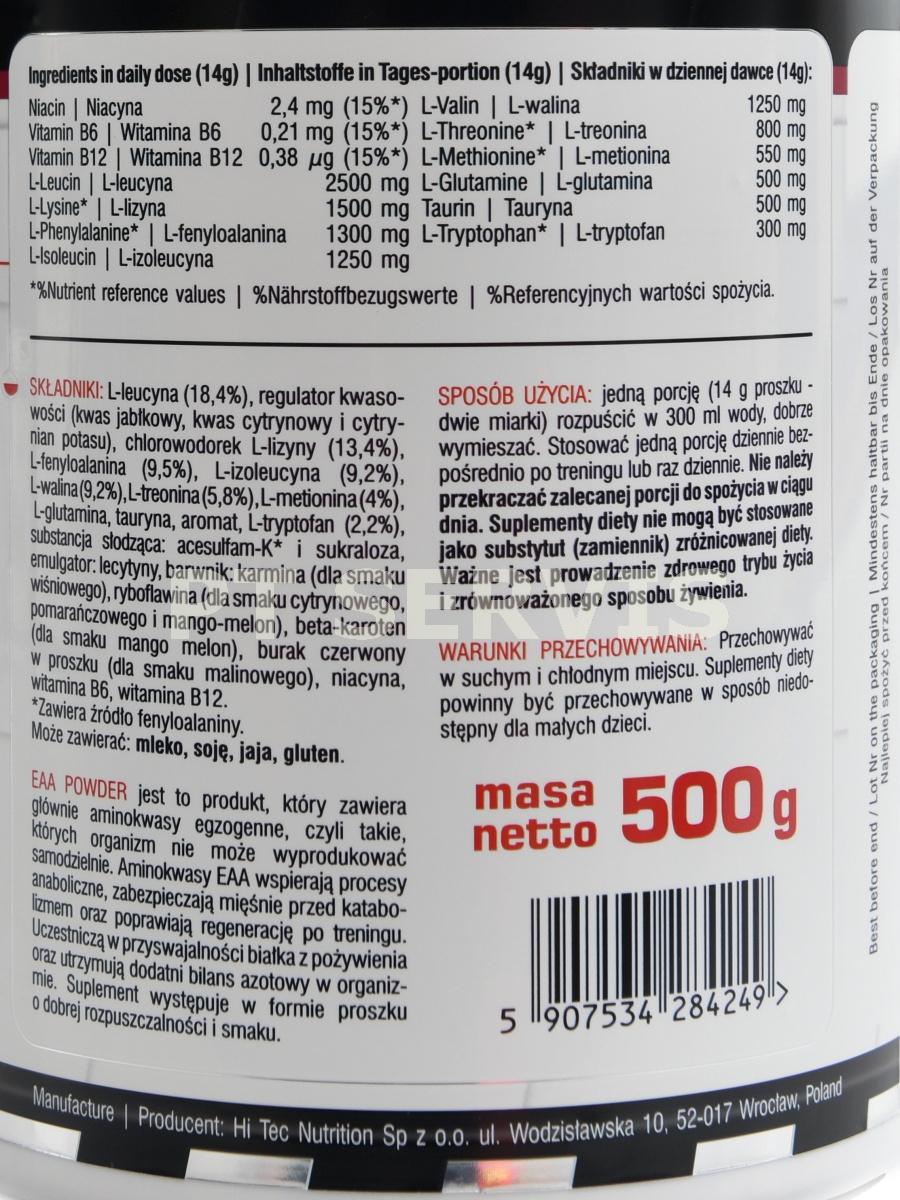 Ingredients in daily dose (14g) | Inhaltstoffe in Tages-portion (14g) | Składniki w dziennej dawce (14g):
Niacin | Niacyna 2,4 mg (15%*) L-Valin | L-walina 1250 mg
Vitamin B6 | Witamina B6 0,21 mg (15%*) L-Threonine* | L-treonina 800 mg
Vitamin B12 | Witamina B12 0,38 µg (15%*) L-Methionine* | L-metionina 550 mg
L-Leucin | L-leucyna 2500 mg L-Glutamine | L-glutamina 500 mg
L-Lysine* | L-lizyna 1500 mg Taurin | Tauryna 500 mg
L-Phenylalanine* | L-fenyloalanina 1300 mg L-Tryptophan* | L-tryptofan 300 mg
L-Isoleucin | L-izoleucyna 1250 mg
*%Nutrient reference values | %Nährstoffbezugswerte | %Referencyjnych wartości spożycia.
SKŁADNIKI: L-leucyna (18,4%), regulator kwaso-
wości (kwas jabłkowy, kwas cytrynowy i cytry-
nian potasu), chlorowodorek L-lizyny (13,4%),
L-fenyloalanina (9,5%), L-izoleucyna (9,2%),
L-walina (9,2%), L-treonina (5,8%), L-metionina (4%),
L-glutamina, tauryna, aromat, L-tryptofan (2,2%),
substancja słodząca: acesulfam-K* i sukraloza,
emulgator: lecytyny, barwnik: karmina (dla smaku
wiśniowego), ryboflawina (dla smaku cytrynowego,
pomarańczowego i mango-melon), beta-karoten
(dla smaku mango melon), burak czerwony
w proszku (dla smaku malinowego), niacyna,
witamina B6, witamina B12.
*Zawiera źródło fenyloalaniny.
Może zawierać: mleko, soję, jaja, gluten.
EAA POWDER jest to produkt, który zawiera
głównie aminokwasy egzogenne, czyli takie,
których organizm nie może wyprodukować
samodzielnie. Aminokwasy EAA wspierają procesy
anaboliczne, zabezpieczają mięśnie przed katabo-
lizmem oraz poprawiają regenerację po treningu.
Uczestniczą w przyswajalności białka z pożywienia
oraz utrzymują dodatni bilans azotowy w organiz-
mie. Suplement występuje w formie proszku
o dobrej rozpuszczalności i smaku.
SPOSÓB UŻYCIA: jedną porcję (14 g proszku -
dwie miarki) rozpuścić w 300 ml wody, dobrze
wymieszać. Stosować jedną porcję dziennie bez-
pośrednio po treningu lub raz dziennie. Nie należy
przekraczać zalecanej porcji do spożycia w ciągu
dnia. Suplementy diety nie mogą być stosowane
jako substytut (zamiennik) zróżnicowanej diety.
Ważne jest prowadzenie zdrowego trybu życia
i zrównoważonego sposobu żywienia.
WARUNKI PRZECHOWYWANIA: Przechowywać
w suchym i chłodnym miejscu. Suplementy diety
powinny być przechowywane w sposób niedo-
stępny dla małych dzieci.
masa
netto 500 g
5 907534 284249 >
Manufacture | Producent: Hi Tec Nutrition Sp z o.o. ul. Wodzisławska 10, 52-017 Wrocław, Poland
Best before end / Lot Nr on the packaging | Mindestens haltbar bis Ende / Los Nr auf der Verpackung
Najlepiej spożyć przed końcem / Nr partii na dnie opakowania